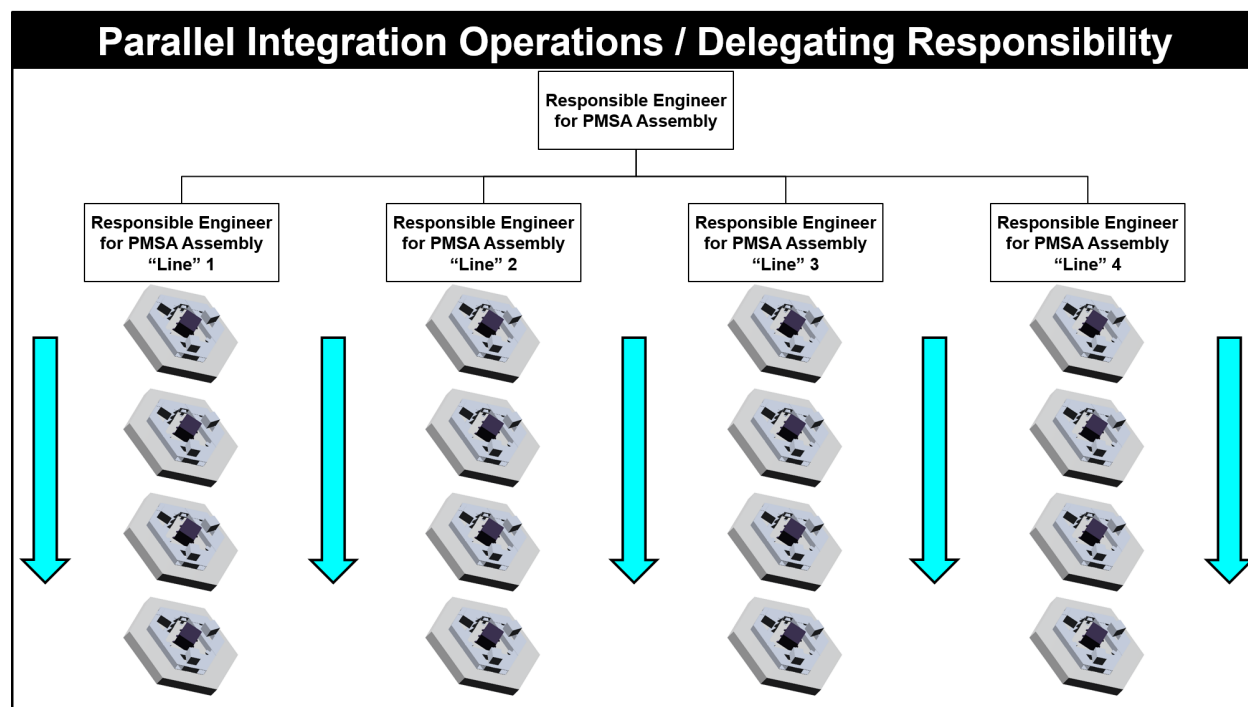 Parallel Integration Operations / Delegating Responsibility
Responsible Engineer
for PMSA Assembly
Responsible Engineer
for PMSA Assembly
“Line” 1
Responsible Engineer
for PMSA Assembly
“Line” 2
Responsible Engineer
for PMSA Assembly
“Line” 3
Responsible Engineer
for PMSA Assembly
“Line” 4